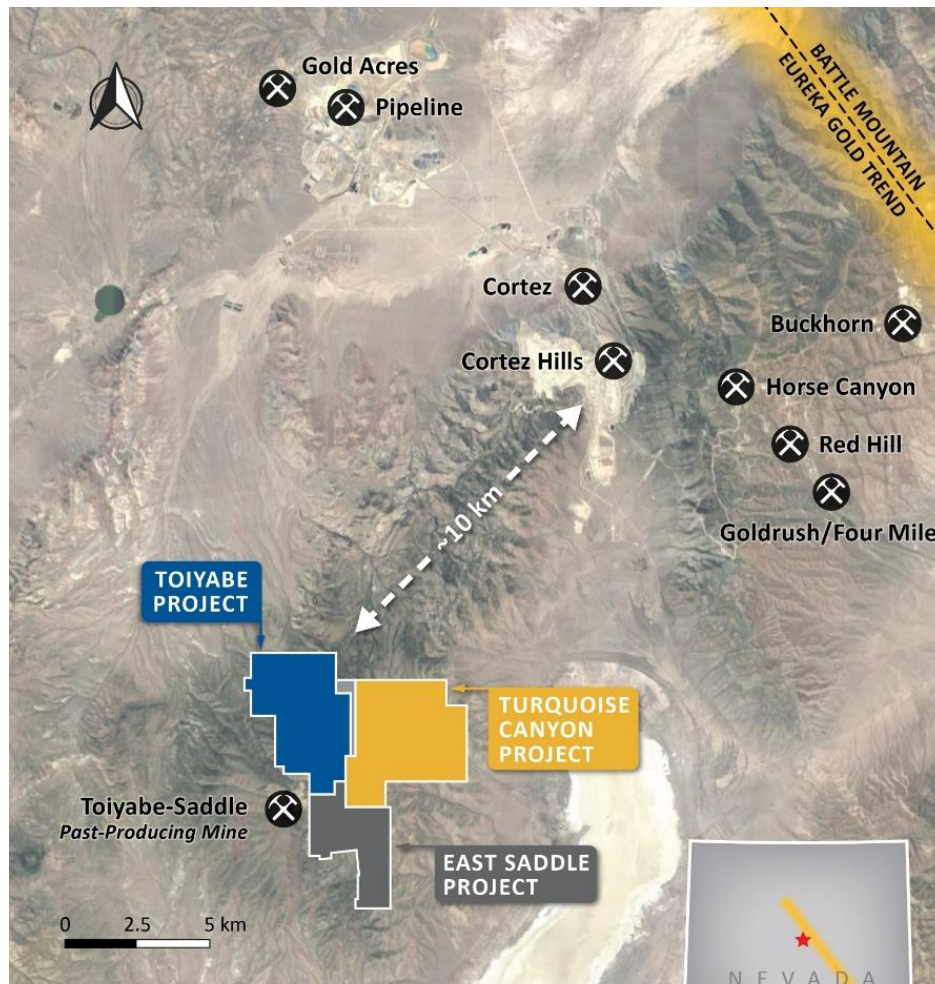 Gold Acres
Pipeline
BATTLE MOUNTAIN
EUREKA GOLD TREND
Cortez
Buckhorn
Cortez Hills
Horse Canyon
Red Hill
Goldrush/Four Mile
~10 km
TOIYABE
PROJECT
TURQUOISE
CANYON
PROJECT
Toiyabe-Saddle
Past-Producing Mine
EAST SADDLE
PROJECT
0 2.5 5 km
NEVADA